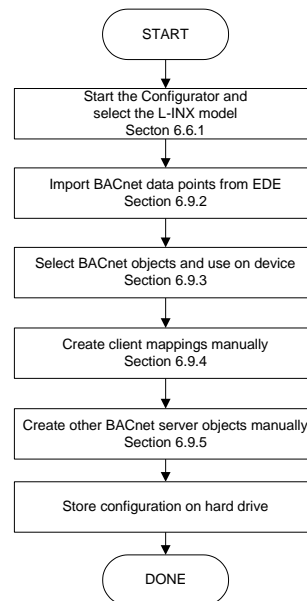 START
Start the Configurator and
select the L-INX model
Secton 6.6.1
Import BACnet data points from EDE
Section 6.9.2
Select BACnet objects and use on device
Section 6.9.3
Create client mappings manually
Section 6.9.4
Create other BACnet server objects manually
Section 6.9.5
Store configuration on hard drive
DONE